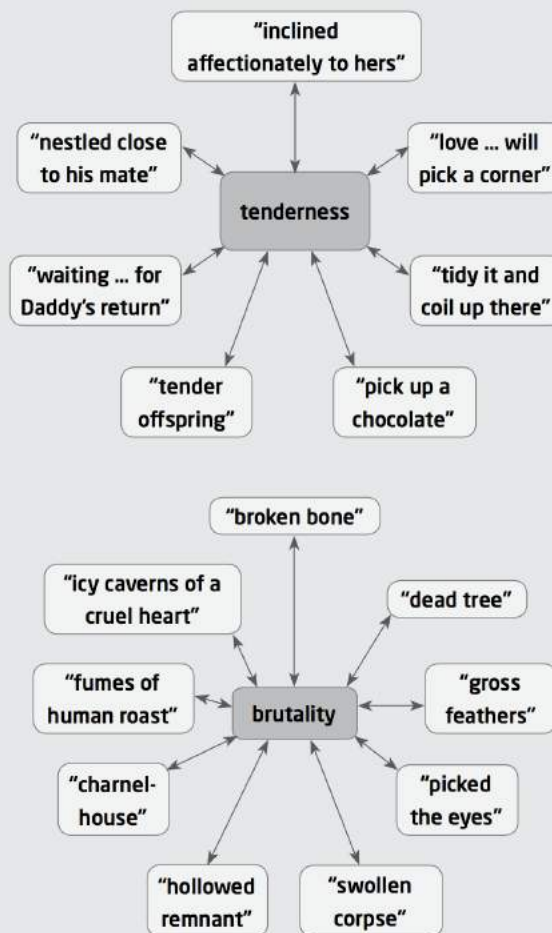 “inclined
affectionately to hers”
“nestled close
to his mate”
“love ... will
pick a corner”
tenderness
“waiting ... for
Daddy’s return”
“tidy it and
coil up there”
“tender
offspring”
“pick up a
chocolate”
“broken bone”
“icy caverns of a
cruel heart”
“dead tree”
“fumes of
human roast”
brutality
“gross
feathers”
“charnel-
house”
“picked
the eyes”
“hollowed
remnant”
“swollen
corpse”